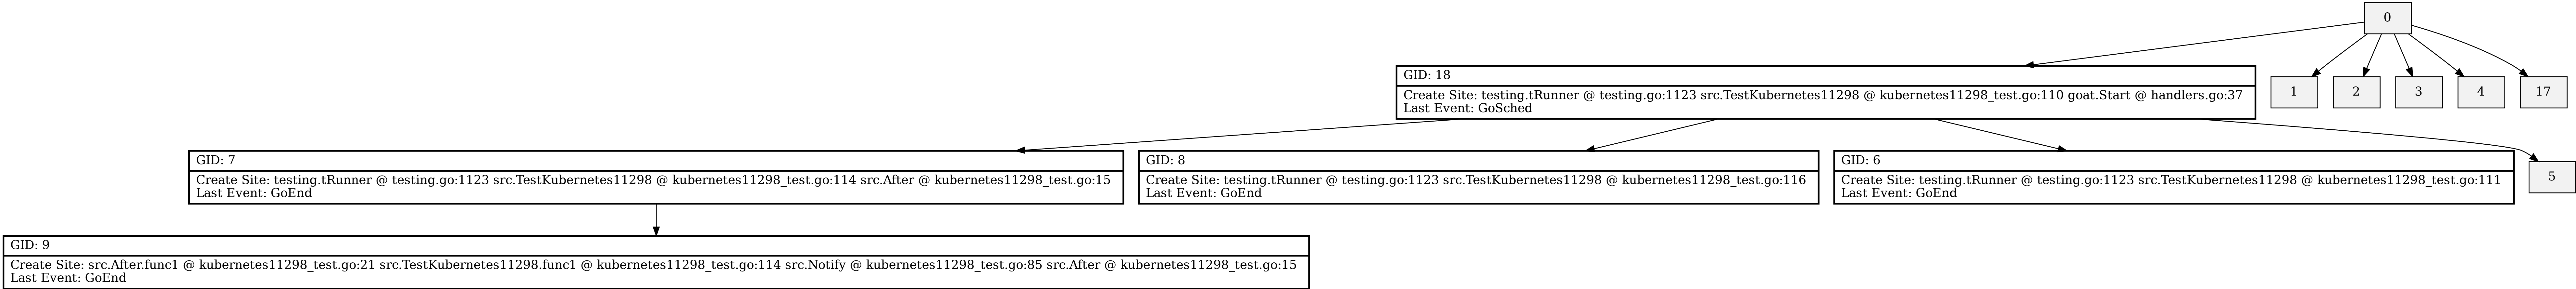 0
GID: 18
Create Site: testing.tRunner @ testing.go:1123 src.TestKubernetes11298 @ kubernetes11298_test.go:110 goat.Start @ handlers.go:37
Last Event: GoSched
1
2
3
4
17
GID: 7
Create Site: testing.tRunner @ testing.go:1123 src.TestKubernetes11298 @ kubernetes11298_test.go:114 src.After @ kubernetes11298_test.go:15
Last Event: GoEnd
GID: 8
Create Site: testing.tRunner @ testing.go:1123 src.TestKubernetes11298 @ kubernetes11298_test.go:116
Last Event: GoEnd
GID: 6
Create Site: testing.tRunner @ testing.go:1123 src.TestKubernetes11298 @ kubernetes11298_test.go:111
Last Event: GoEnd
5
GID: 9
Create Site: src.After.func1 @ kubernetes11298_test.go:21 src.TestKubernetes11298.func1 @ kubernetes11298_test.go:114 src.Notify @ kubernetes11298_test.go:85 src.After @ kubernetes11298_test.go:15
Last Event: GoEnd